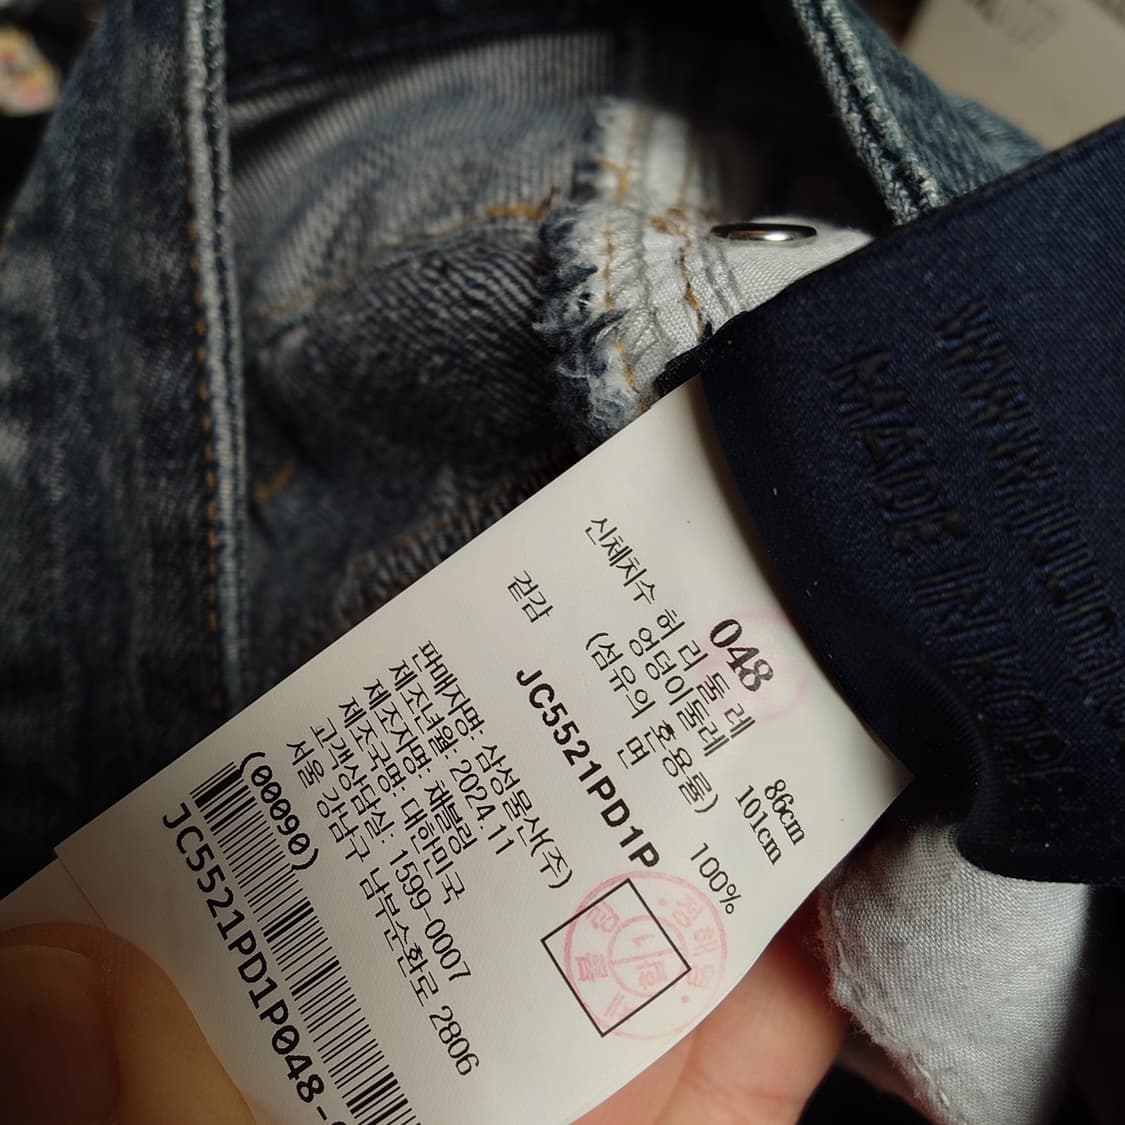 048
신체치수 허 리 둘 레 86cm
엉덩이둘레 101cm
(섬유의 혼용률)
겉감 면 100%
JC5521PD1P
판매자명: 삼성물산(주)
제조년월: 2024.11
제조자명: 채블링
제조국명: 대한민국
고객상담실: 1599-0007
서울 강남구 남부순환로 2806
(00090)
JC5521PD1P048-
MADE IN KOREA